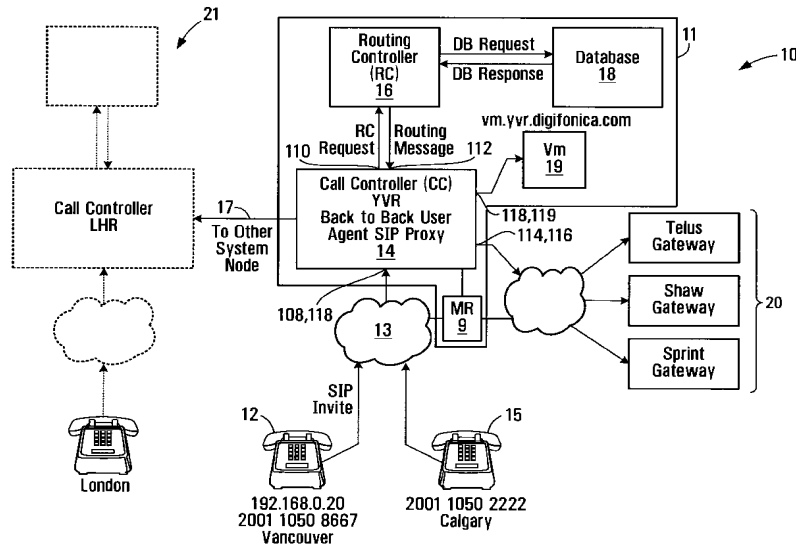 21
Routing
Controller
(RC)
16
DB Request
DB Response
Database
18
11
10
RC
Request
Routing
Message
110
112
vm.yvr.digifonica.com
Vm
19
Call Controller
LHR
17
To Other
System
Node
Call Controller (CC)
YVR
Back to Back User
Agent SIP Proxy
14
118,119
114,116
108,118
13
MR
9
Telus
Gateway
Shaw
Gateway
Sprint
Gateway
20
SIP
Invite
12
15
London
192.168.0.20
2001 1050 8667
Vancouver
2001 1050 2222
Calgary